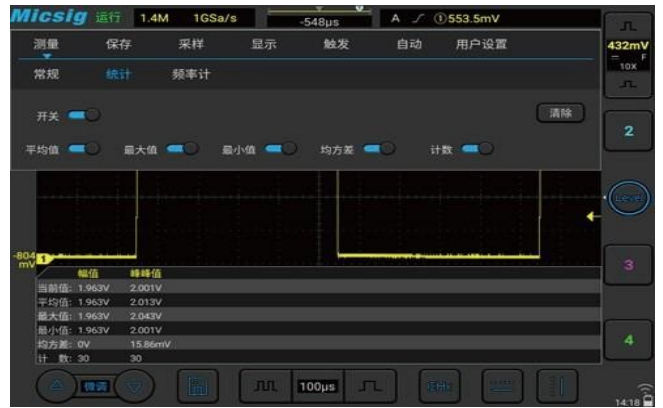 Micsig 运行 1.4M 1GSa/s -548μs A ①553.5mV
测量 保存 采样 显示 触发 自动 用户设置
432mV
F
10X
常规 统计 频率计
开关 清除
平均值 最大值 最小值 均方差 计数
2
Level
-804
mV
1
3
幅值 峰峰值
当前值: 1.963V 2.001V
平均值: 1.963V 2.013V
最大值: 1.963V 2.043V
最小值: 1.963V 2.001V
均方差: 0V 15.86mV
计 数: 30 30
4
微调 100μs
14:18